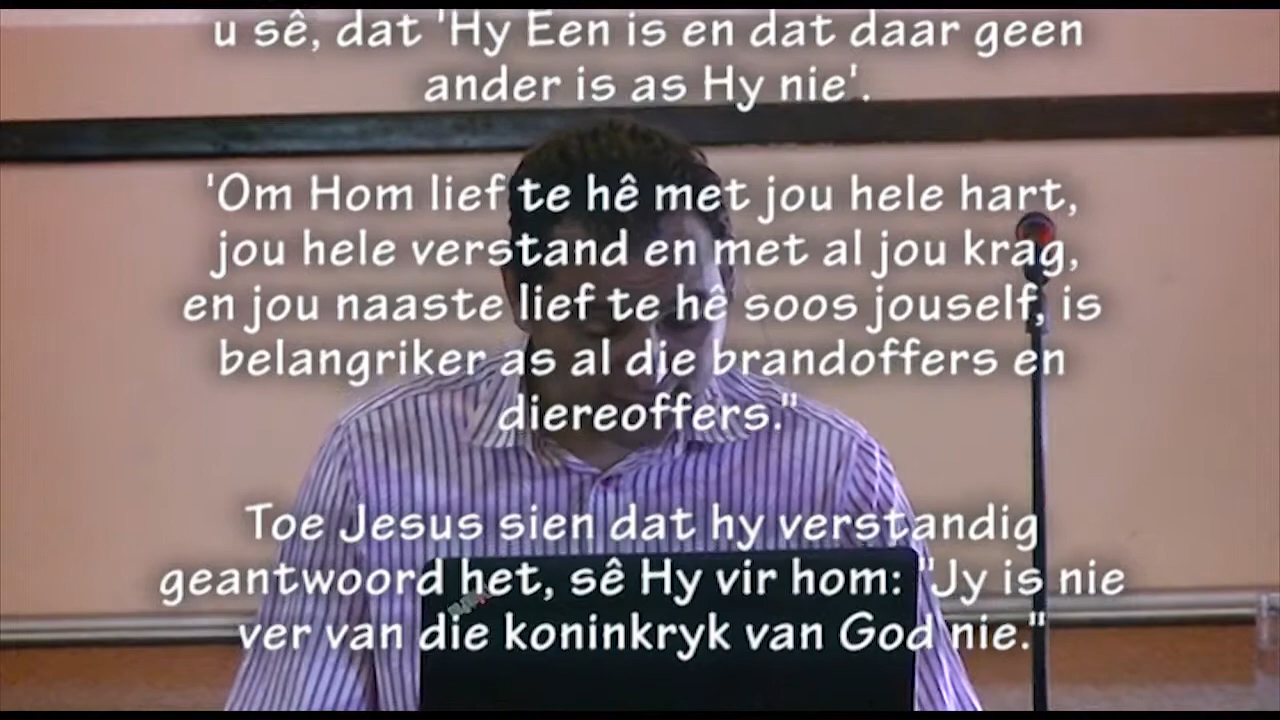 u sê, dat 'Hy Een is en dat daar geen
ander is as Hy nie'.
'Om Hom lief te hê met jou hele hart,
jou hele verstand en met al jou krag,
en jou naaste lief te hê soos jouself, is
belangriker as al die brandoffers en
diereoffers."
Toe Jesus sien dat hy verstandig
geantwoord het, sê Hy vir hom: "Jy is nie
ver van die koninkryk van God nie."